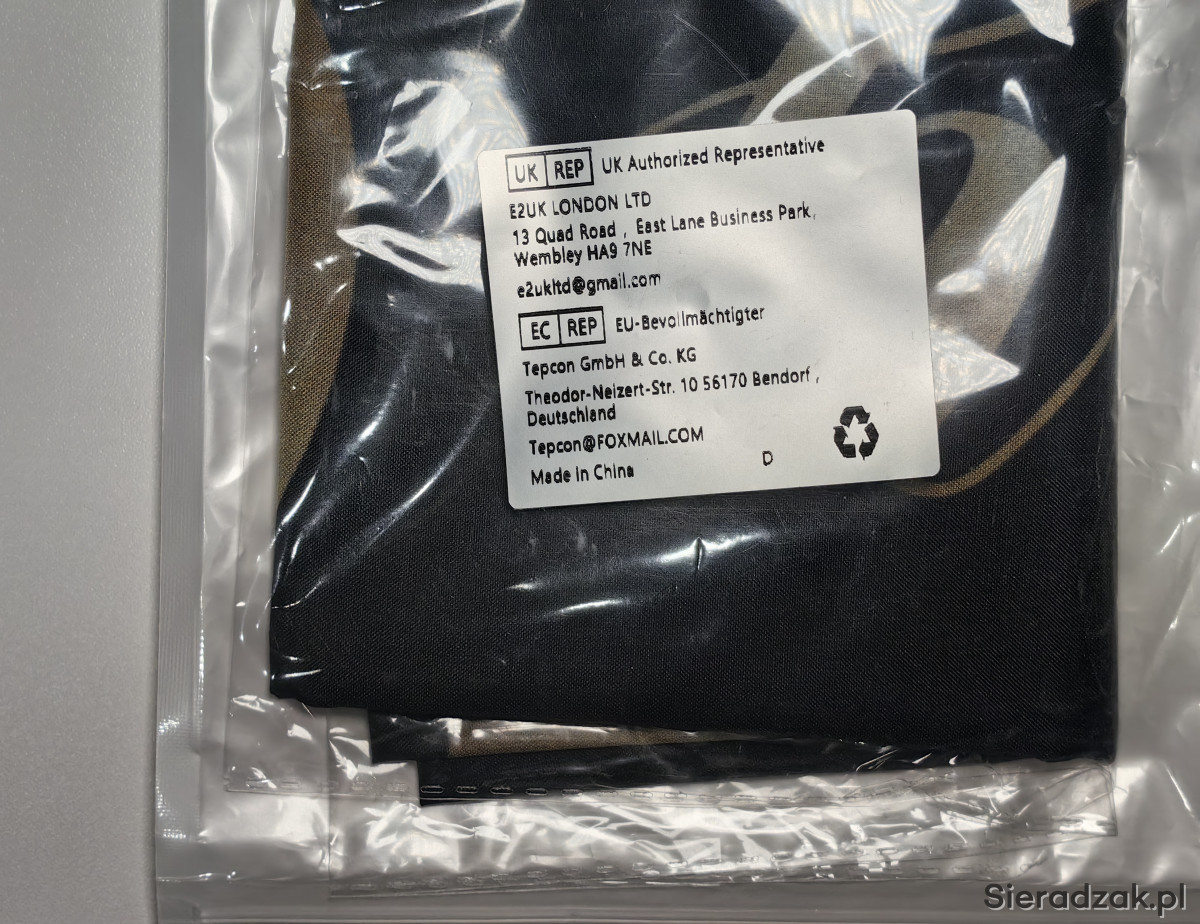 UK REP UK Authorized Representative
E2UK LONDON LTD
13 Quad Road , East Lane Business Park,
Wembley HA9 7NE
e2ukltd@gmail.com
EC REP EU-Bevollmächtigter
Tepcon GmbH & Co. KG
Theodor-Neizert-Str. 10 56170 Bendorf ,
Deutschland
Tepcon@FOXMAIL.COM
Made In China
D
Sieradzak.pl